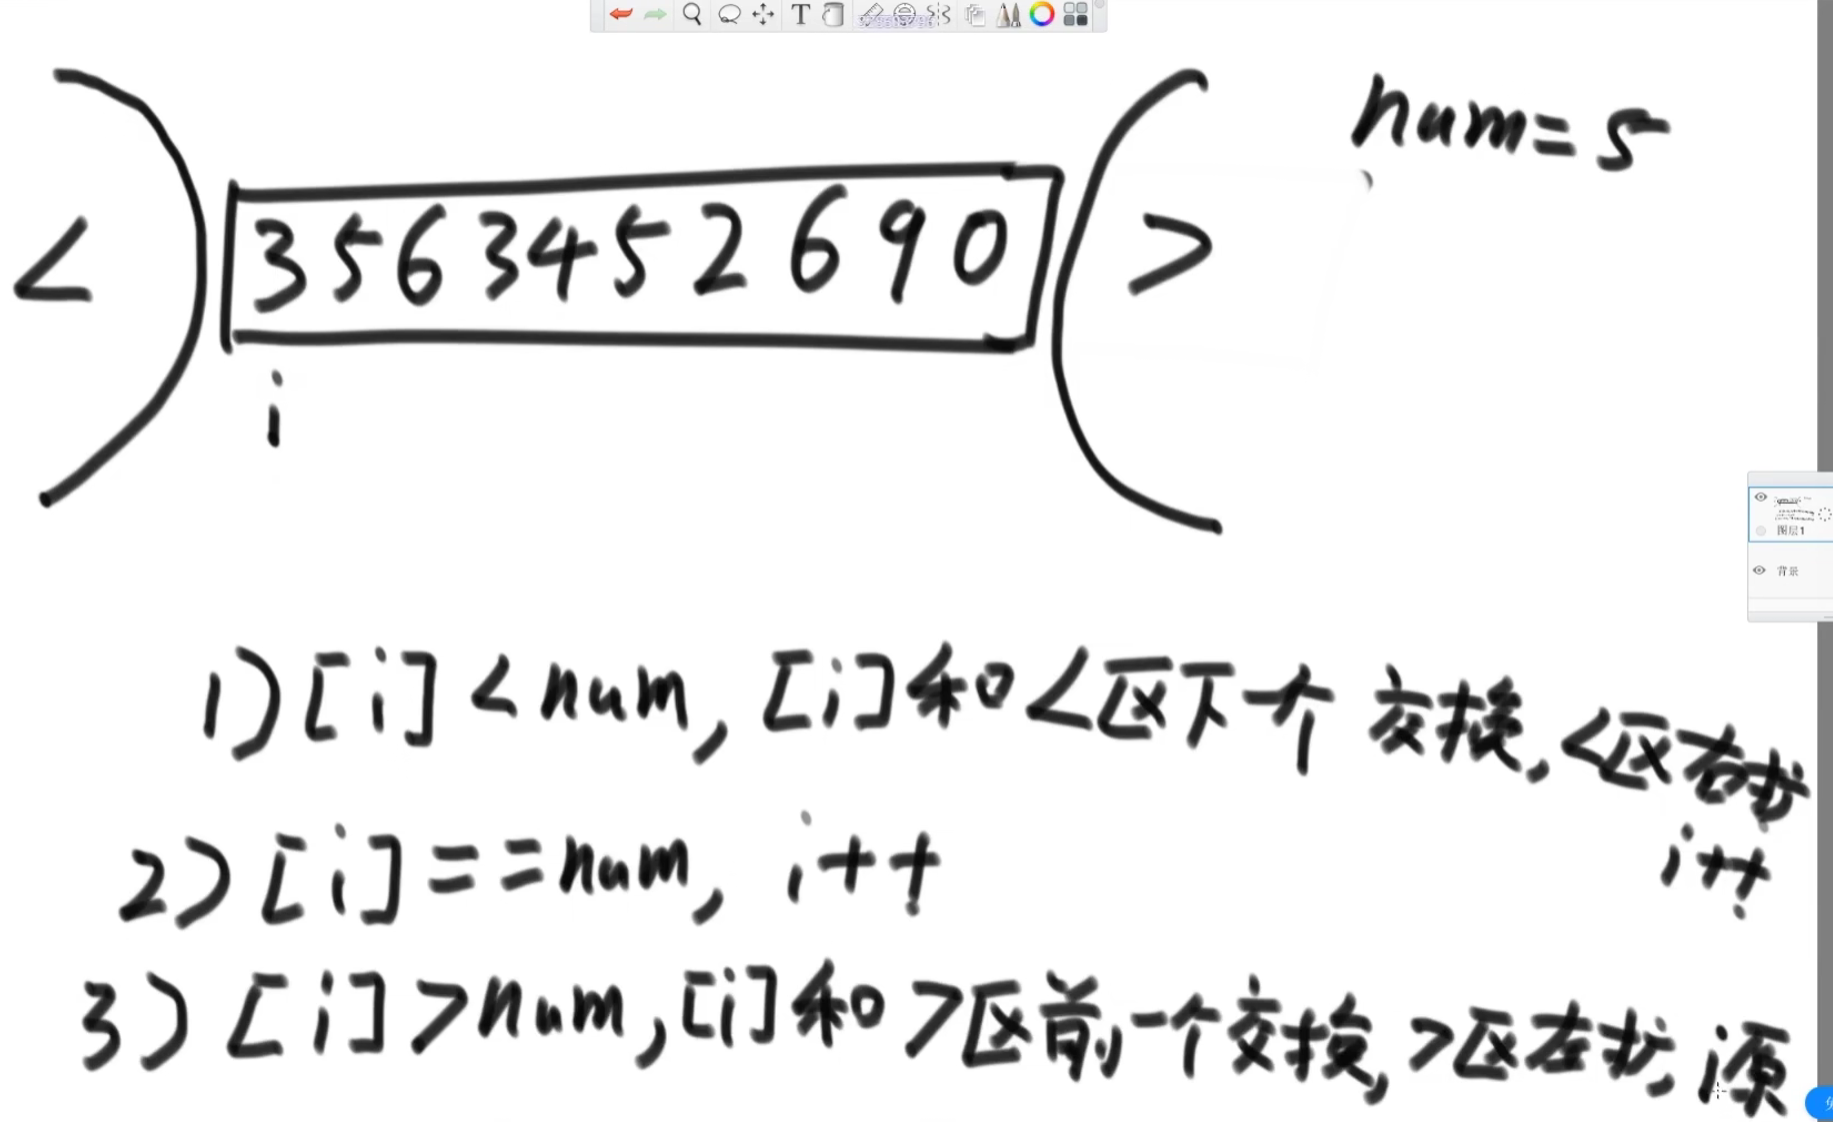 num=5
< 3 5 6 3 4 5 2 6 9 0 >
i
图层1
背景
1) [i] < num, [i]和<区下一个 交换, <区右扩
i++
2) [i] == num, i++
3) [i] > num, [i]和>区前一个交换, >区左扩, i原